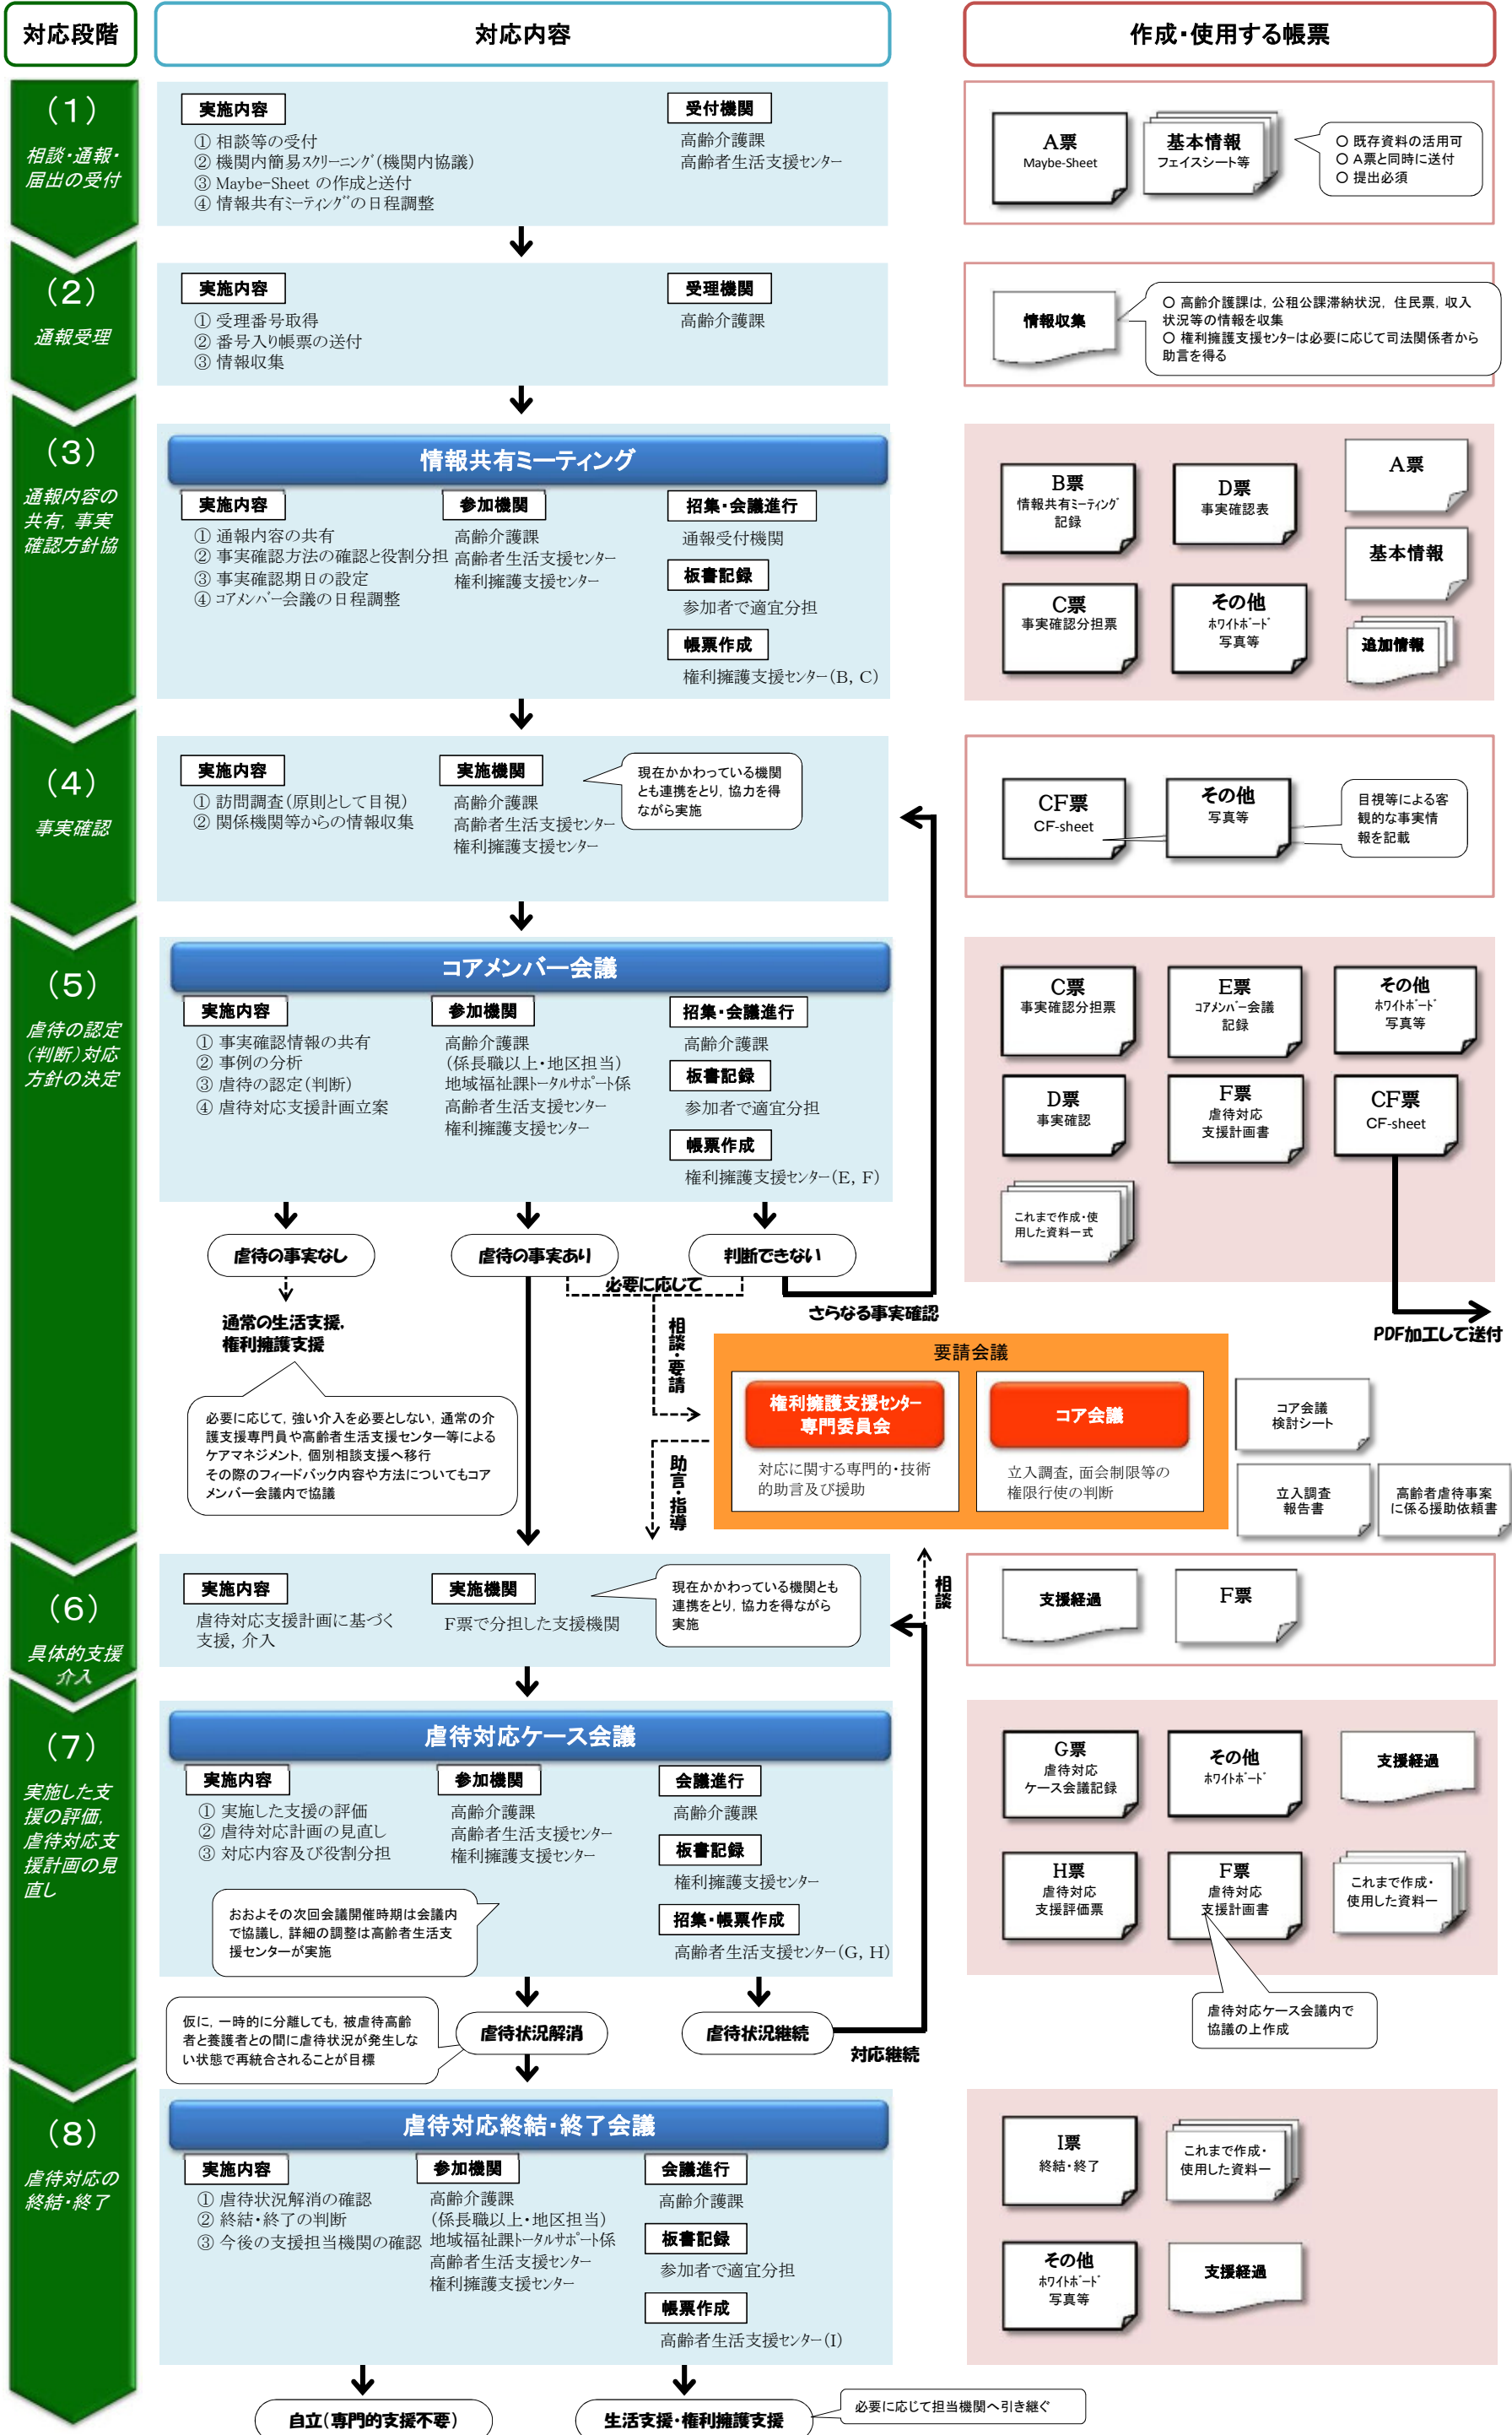 対応段階
対応内容
作成・使用する帳票
（１）
相談・通報・
届出の受付
実施内容
① 相談等の受付
② 機関内簡易ｽｸﾘｰﾆﾝｸﾞ(機関内協議)
③ Maybe-Sheet の作成と送付
④ 情報共有ﾐｰﾃｨﾝｸﾞの日程調整
受付機関
高齢介護課
高齢者生活支援センター
A票
Maybe-Sheet
基本情報
フェイスシート等
○ 既存資料の活用可
○ A票と同時に送付
○ 提出必須
（２）
通報受理
実施内容
① 受理番号取得
② 番号入り帳票の送付
③ 情報収集
受理機関
高齢介護課
情報収集
○ 高齢介護課は，公租公課滞納状況，住民票，収入
状況等の情報を収集
○ 権利擁護支援ｾﾝﾀｰは必要に応じて司法関係者から
助言を得る
（３）
通報内容の
共有，事実
確認方針協
情報共有ミーティング
実施内容
① 通報内容の共有
② 事実確認方法の確認と役割分担
③ 事実確認期日の設定
④ コアﾒﾝﾊﾞｰ会議の日程調整
参加機関
高齢介護課
高齢者生活支援センター
権利擁護支援ｾﾝﾀｰ
招集・会議進行
通報受付機関
板書記録
参加者で適宜分担
帳票作成
権利擁護支援ｾﾝﾀｰ(B, C)
B票
情報共有ﾐｰﾃｨﾝｸﾞ
記録
D票
事実確認表
A票
基本情報
C票
事実確認分担票
その他
ﾎﾜｲﾄﾎﾞｰﾄﾞ
写真等
追加情報
（４）
事実確認
実施内容
① 訪問調査(原則として目視)
② 関係機関等からの情報収集
実施機関
高齢介護課
高齢者生活支援センター
権利擁護支援センター
現在かかわっている機関
とも連携をとり，協力を得
ながら実施
CF票
CF-sheet
その他
写真等
目視等による客
観的な事実情
報を記載
（５）
虐待の認定
（判断）対応
方針の決定
コアメンバー会議
実施内容
① 事実確認情報の共有
② 事例の分析
③ 虐待の認定(判断)
④ 虐待対応支援計画立案
参加機関
高齢介護課
(係長職以上・地区担当)
地域福祉課ﾄｰﾀﾙｻﾎﾟｰﾄ係
高齢者生活支援センター
権利擁護支援ｾﾝﾀｰ
招集・会議進行
高齢介護課
板書記録
参加者で適宜分担
帳票作成
権利擁護支援ｾﾝﾀｰ(E, F)
C票
事実確認分担票
E票
ｺｱﾒﾝﾊﾞｰ会議
記録
その他
ﾎﾜｲﾄﾎﾞｰﾄﾞ
写真等
D票
事実確認
F票
虐待対応
支援計画書
CF票
CF-sheet
これまで作成・使
用した資料一式
虐待の事実なし
虐待の事実あり
判断できない
必要に応じて
さらなる事実確認
PDF加工して送付
通常の生活支援，
権利擁護支援
必要に応じて，強い介入を必要としない，通常の介
護支援専門員や高齢者生活支援センター等による
ケアマネジメント，個別相談支援へ移行
その際のフィードバック内容や方法についてもコア
メンバー会議内で協議
相談・要請
助言・指導
要請会議
権利擁護支援ｾﾝﾀｰ
専門委員会
対応に関する専門的・技術
的助言及び援助
コア会議
立入調査，面会制限等の
権限行使の判断
コア会議
検討シート
立入調査
報告書
高齢者虐待事案
に係る援助依頼書
（６）
具体的支援
介入
実施内容
虐待対応支援計画に基づく
支援，介入
実施機関
F票で分担した支援機関
現在かかわっている機関とも
連携をとり，協力を得ながら
実施
相談
支援経過
F票
（７）
実施した支
援の評価，
虐待対応支
援計画の見
直し
虐待対応ケース会議
実施内容
① 実施した支援の評価
② 虐待対応計画の見直し
③ 対応内容及び役割分担
参加機関
高齢介護課
高齢者生活支援センター
権利擁護支援センター
会議進行
高齢介護課
板書記録
権利擁護支援ｾﾝﾀｰ
招集・帳票作成
高齢者生活支援ｾﾝﾀｰ(G, H)
おおよその次回会議開催時期は会議内
で協議し，詳細の調整は高齢者生活支
援センターが実施
G票
虐待対応
ケース会議記録
その他
ﾎﾜｲﾄﾎﾞｰﾄﾞ
支援経過
H票
虐待対応
支援評価票
F票
虐待対応
支援計画書
これまで作成・
使用した資料一
虐待対応ケース会議内で
協議の上作成
仮に，一時的に分離しても，被虐待高齢
者と養護者との間に虐待状況が発生しな
い状態で再統合されることが目標
虐待状況解消
虐待状況継続
対応継続
（８）
虐待対応の
終結・終了
虐待対応終結・終了会議
実施内容
① 虐待状況解消の確認
② 終結・終了の判断
③ 今後の支援担当機関の確認
参加機関
高齢介護課
(係長職以上・地区担当)
地域福祉課ﾄｰﾀﾙｻﾎﾟｰﾄ係
高齢者生活支援センター
権利擁護支援ｾﾝﾀｰ
会議進行
高齢介護課
板書記録
参加者で適宜分担
帳票作成
高齢者生活支援ｾﾝﾀｰ(I)
I票
終結・終了
これまで作成・
使用した資料一
その他
ﾎﾜｲﾄﾎﾞｰﾄﾞ
写真等
支援経過
自立（専門的支援不要）
生活支援・権利擁護支援
必要に応じて担当機関へ引き継ぐ